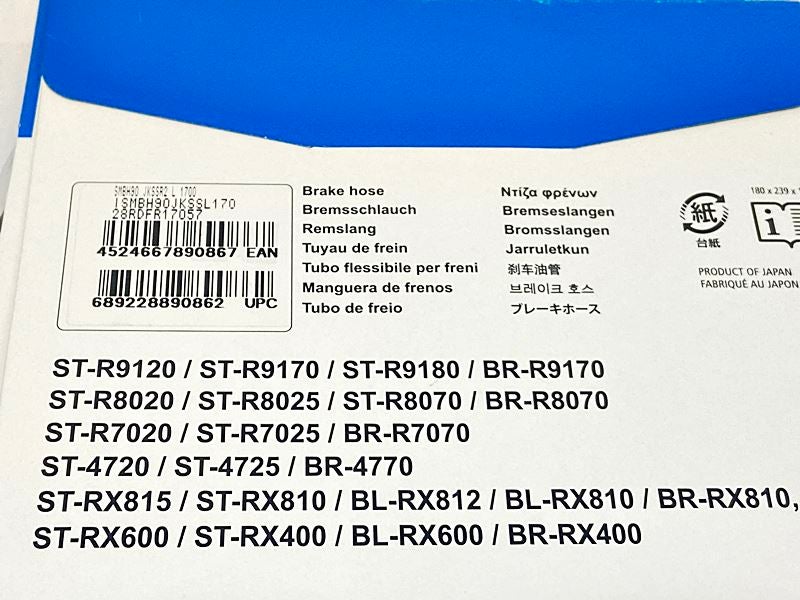 SMBH90 JKSSR2 L 1700
ISMBH90JKSSL170
28RDFR17057
4524667890867 EAN
689228890862 UPC
Brake hose
Bremsschlauch
Remslang
Tuyau de frein
Tubo flessibile per freni
Manguera de frenos
Tubo de freio
Ντίζα φρένων
Bremseslangen
Bromsslangen
Jarruletkun
刹车油管
브레이크 호스
ブレーキホース
紙
台紙
180 x 239 x
i
PRODUCT OF JAPAN
FABRIQUÉ AU JAPON
ST-R9120 / ST-R9170 / ST-R9180 / BR-R9170
ST-R8020 / ST-R8025 / ST-R8070 / BR-R8070
ST-R7020 / ST-R7025 / BR-R7070
ST-4720 / ST-4725 / BR-4770
ST-RX815 / ST-RX810 / BL-RX812 / BL-RX810 / BR-RX810,
ST-RX600 / ST-RX400 / BL-RX600 / BR-RX400